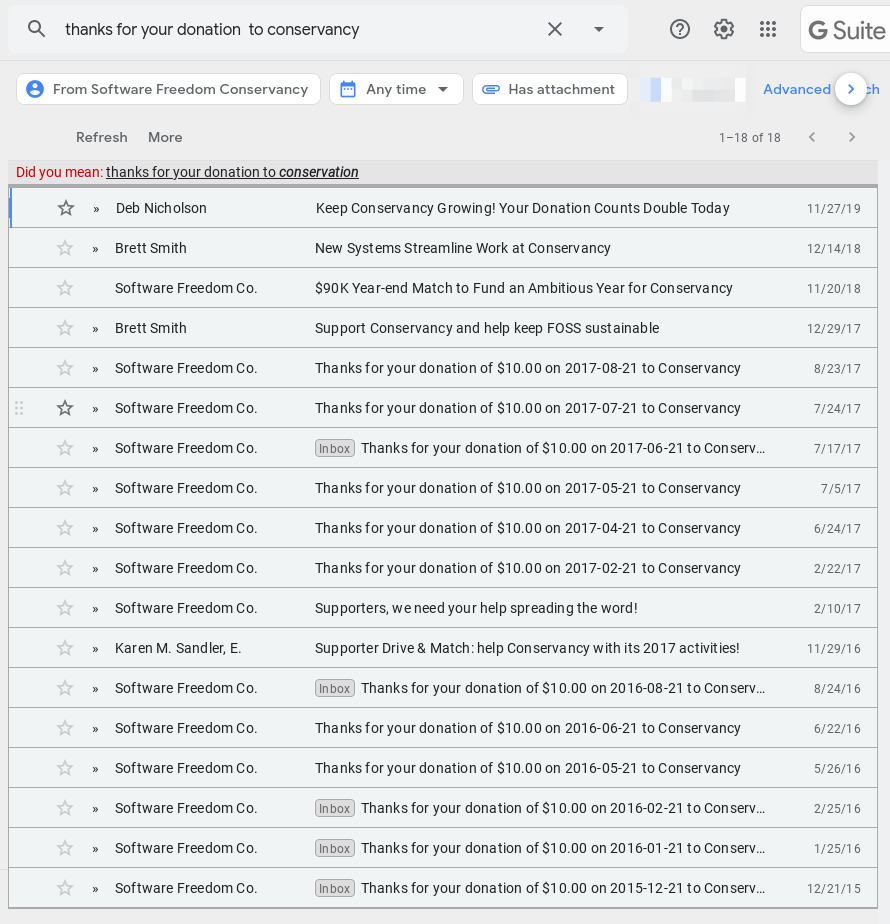 thanks for your donation  to conservancy
G Suite
From Software Freedom Conservancy Any time Has attachment Advanced ch
Refresh More 1–18 of 18
Did you mean: thanks for your donation to conservation
» Deb Nicholson Keep Conservancy Growing! Your Donation Counts Double Today 11/27/19
» Brett Smith New Systems Streamline Work at Conservancy 12/14/18
Software Freedom Co. $90K Year-end Match to Fund an Ambitious Year for Conservancy 11/20/18
» Brett Smith Support Conservancy and help keep FOSS sustainable 12/29/17
» Software Freedom Co. Thanks for your donation of $10.00 on 2017-08-21 to Conservancy 8/23/17
» Software Freedom Co. Thanks for your donation of $10.00 on 2017-07-21 to Conservancy 7/24/17
» Software Freedom Co. Inbox Thanks for your donation of $10.00 on 2017-06-21 to Conserv… 7/17/17
» Software Freedom Co. Thanks for your donation of $10.00 on 2017-05-21 to Conservancy 7/5/17
» Software Freedom Co. Thanks for your donation of $10.00 on 2017-04-21 to Conservancy 6/24/17
» Software Freedom Co. Thanks for your donation of $10.00 on 2017-02-21 to Conservancy 2/22/17
» Software Freedom Co. Supporters, we need your help spreading the word! 2/10/17
» Karen M. Sandler, E. Supporter Drive & Match: help Conservancy with its 2017 activities! 11/29/16
» Software Freedom Co. Inbox Thanks for your donation of $10.00 on 2016-08-21 to Conserv… 8/24/16
» Software Freedom Co. Thanks for your donation of $10.00 on 2016-06-21 to Conservancy 6/22/16
» Software Freedom Co. Thanks for your donation of $10.00 on 2016-05-21 to Conservancy 5/26/16
» Software Freedom Co. Inbox Thanks for your donation of $10.00 on 2016-02-21 to Conserv… 2/25/16
» Software Freedom Co. Inbox Thanks for your donation of $10.00 on 2016-01-21 to Conserv… 1/25/16
» Software Freedom Co. Inbox Thanks for your donation of $10.00 on 2015-12-21 to Conserv… 12/21/15